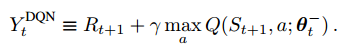 Y_t^{DQN} ≡ R_{t+1} + γ max_a Q(S_{t+1}, a; θ_t^−) .